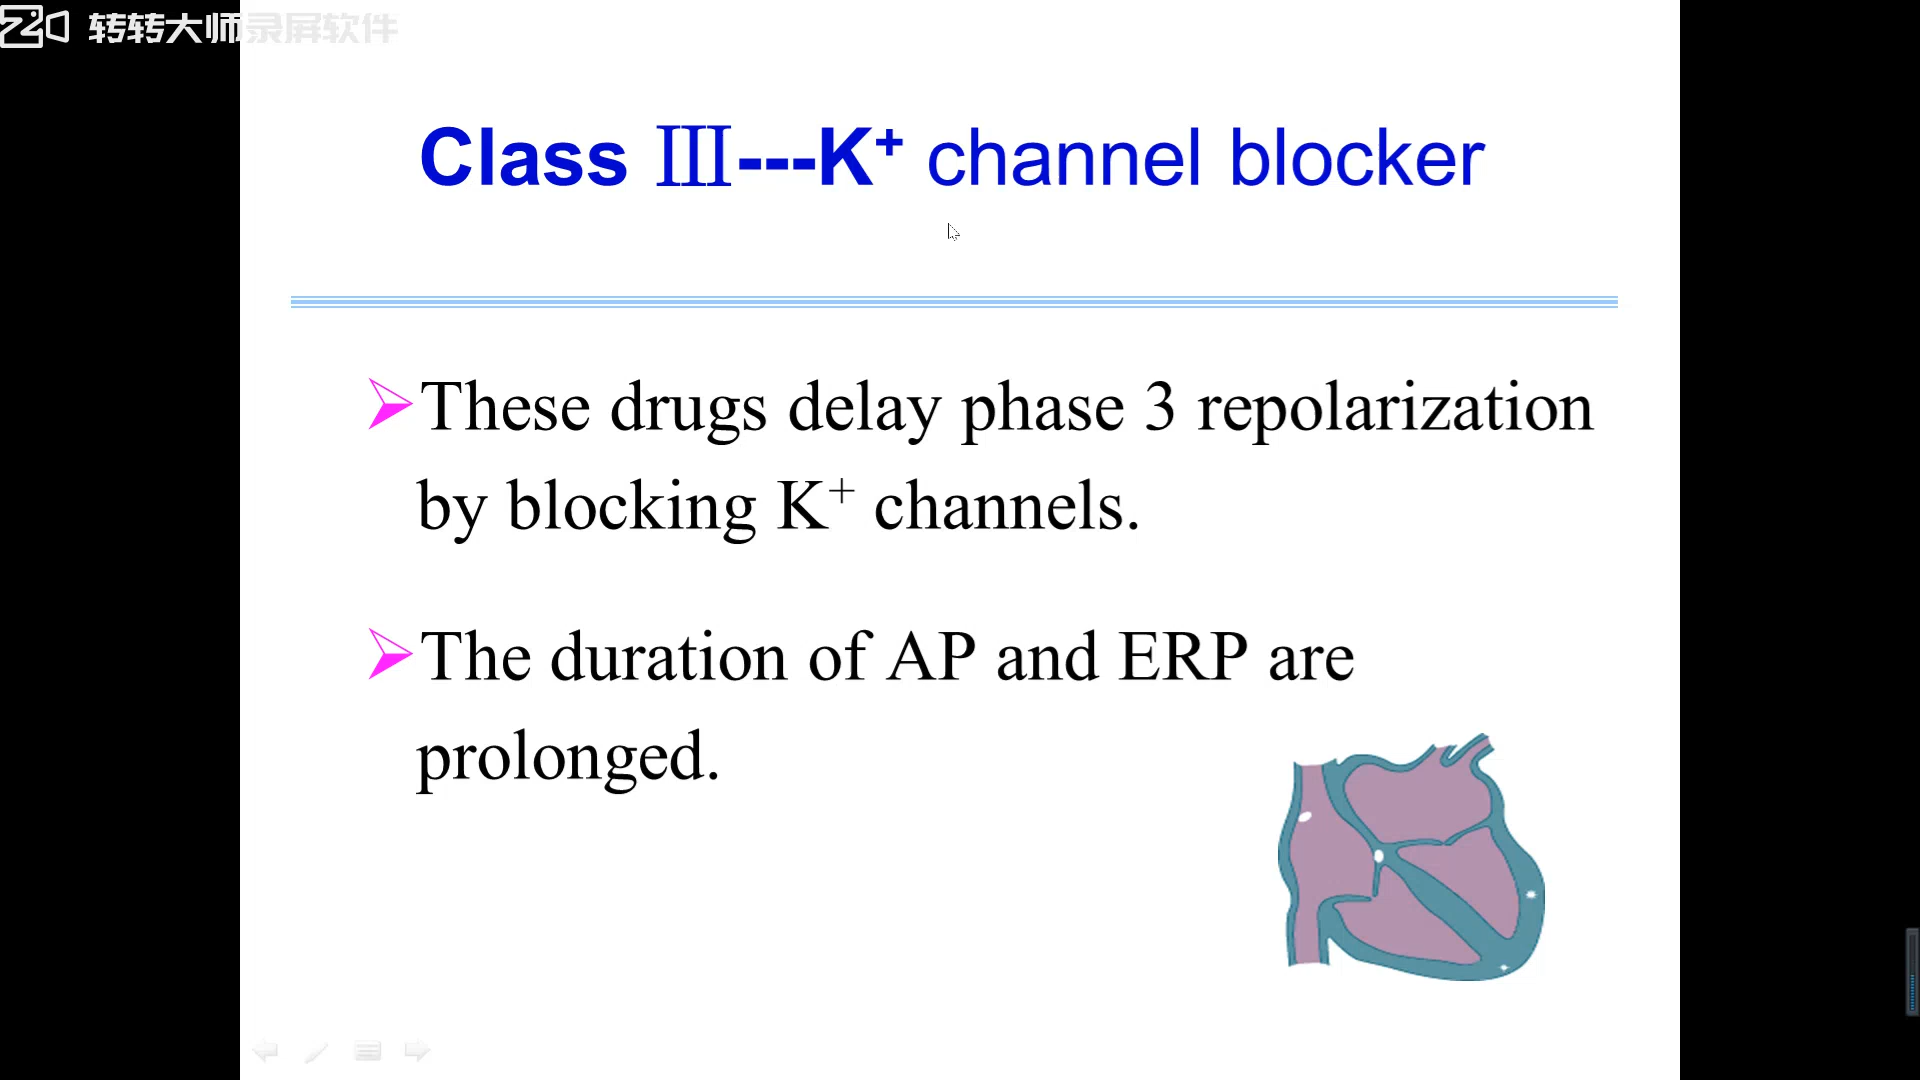 转转大师录屏软件
Class Ⅲ---K⁺ channel blocker
➢These drugs delay phase 3 repolarization
by blocking K⁺ channels.
➢The duration of AP and ERP are
prolonged.